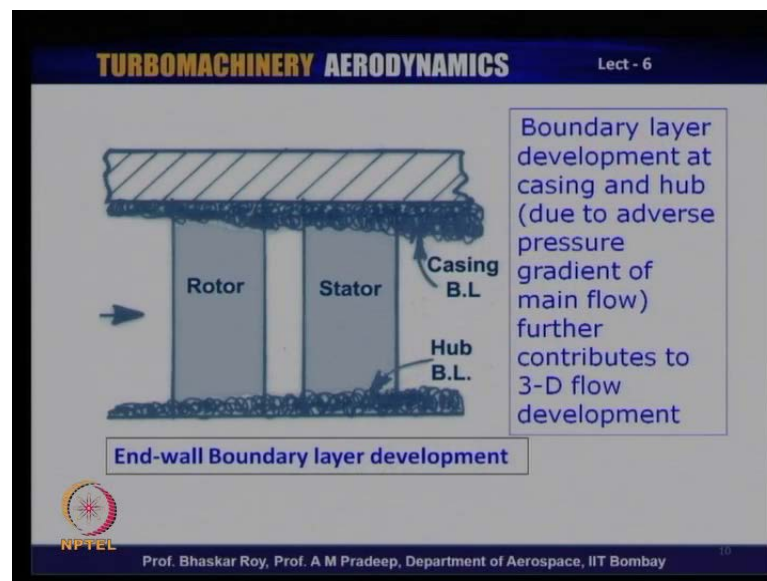 TURBOMACHINERY AERODYNAMICS
Lect - 6
Rotor
Stator
Casing
B.L
Hub
B.L.
End-wall Boundary layer development
Boundary layer
development at
casing and hub
(due to adverse
pressure
gradient of
main flow)
further
contributes to
3-D flow
development
NPTEL
Prof. Bhaskar Roy, Prof. A M Pradeep, Department of Aerospace, IIT Bombay
10